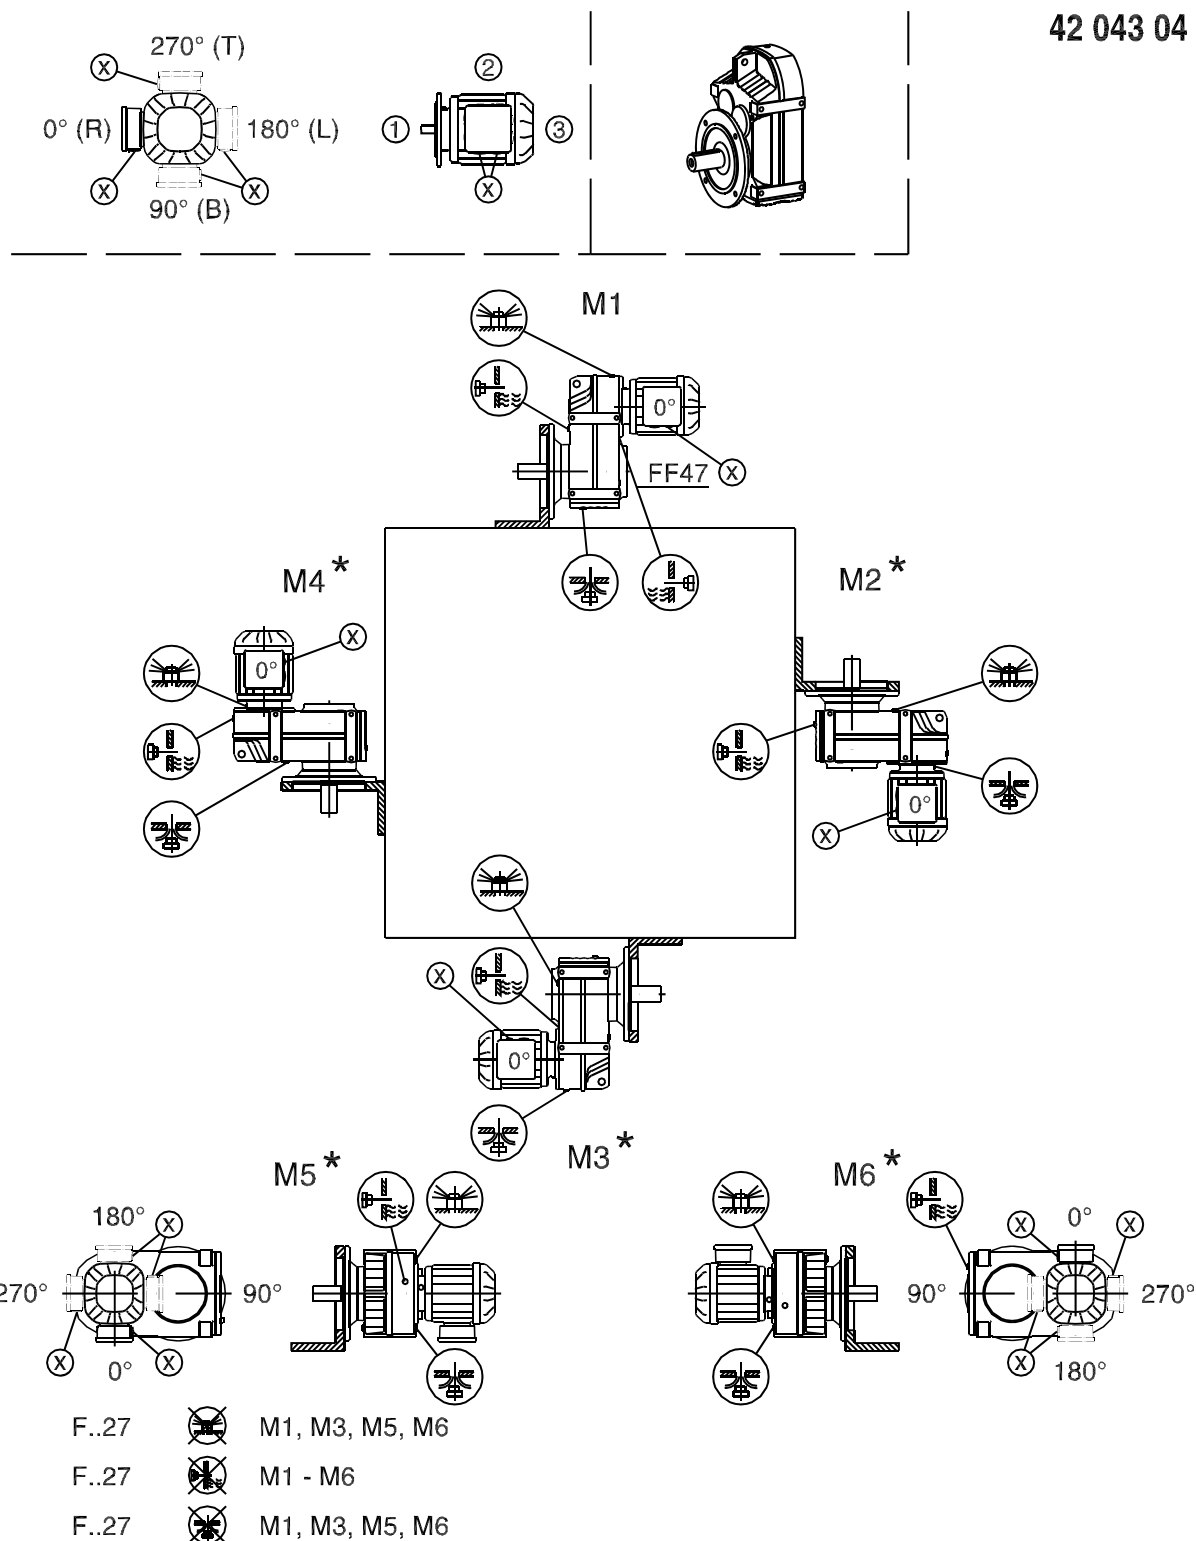 42 043 04
270° (T)
X
0° (R)
180° (L)
X
X
90° (B)
2
1
3
X
M1
0°
FF47
X
M4*
M2*
X
0°
0°
X
X
0°
M3*
M5*
M6*
180°
X
X
270°
90°
X
0°
X
X
0°
X
90°
270°
X
180°
F..27 M1, M3, M5, M6
F..27 M1 - M6
F..27 M1, M3, M5, M6